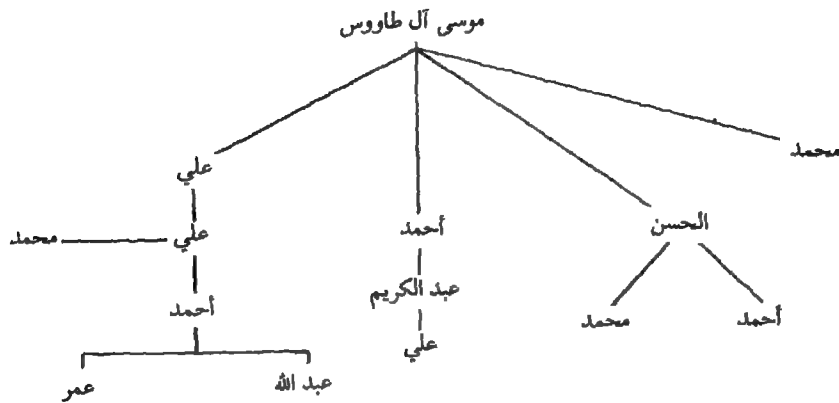 موسى آل طاووس
محمد
علي
الحسن
أحمد
علي
محمد
عبد الكريم
أحمد
أحمد
محمد
علي
عبد الله
عمر